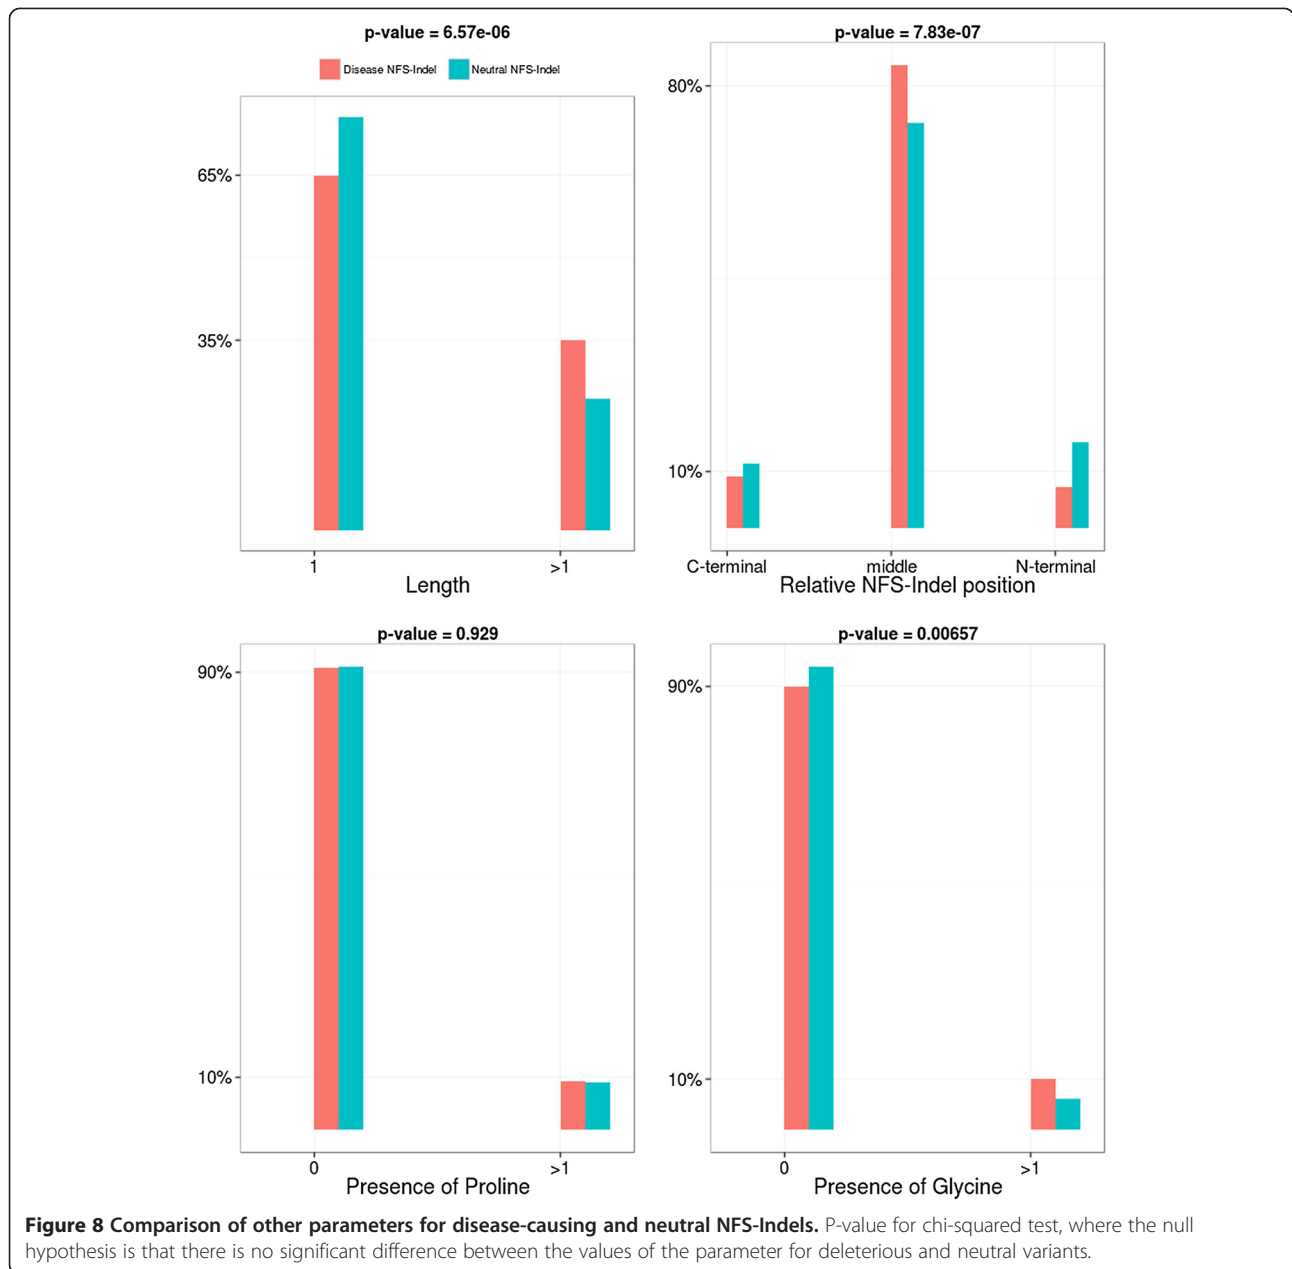 p-value = 6.57e-06
Disease NFS-Indel Neutral NFS-Indel
65%
35%
1 >1
Length
p-value = 7.83e-07
80%
10%
C-terminal middle N-terminal
Relative NFS-Indel position
p-value = 0.929
90%
10%
0 >1
Presence of Proline
p-value = 0.00657
90%
10%
0 >1
Presence of Glycine
Figure 8 Comparison of other parameters for disease-causing and neutral NFS-Indels. P-value for chi-squared test, where the null
hypothesis is that there is no significant difference between the values of the parameter for deleterious and neutral variants.